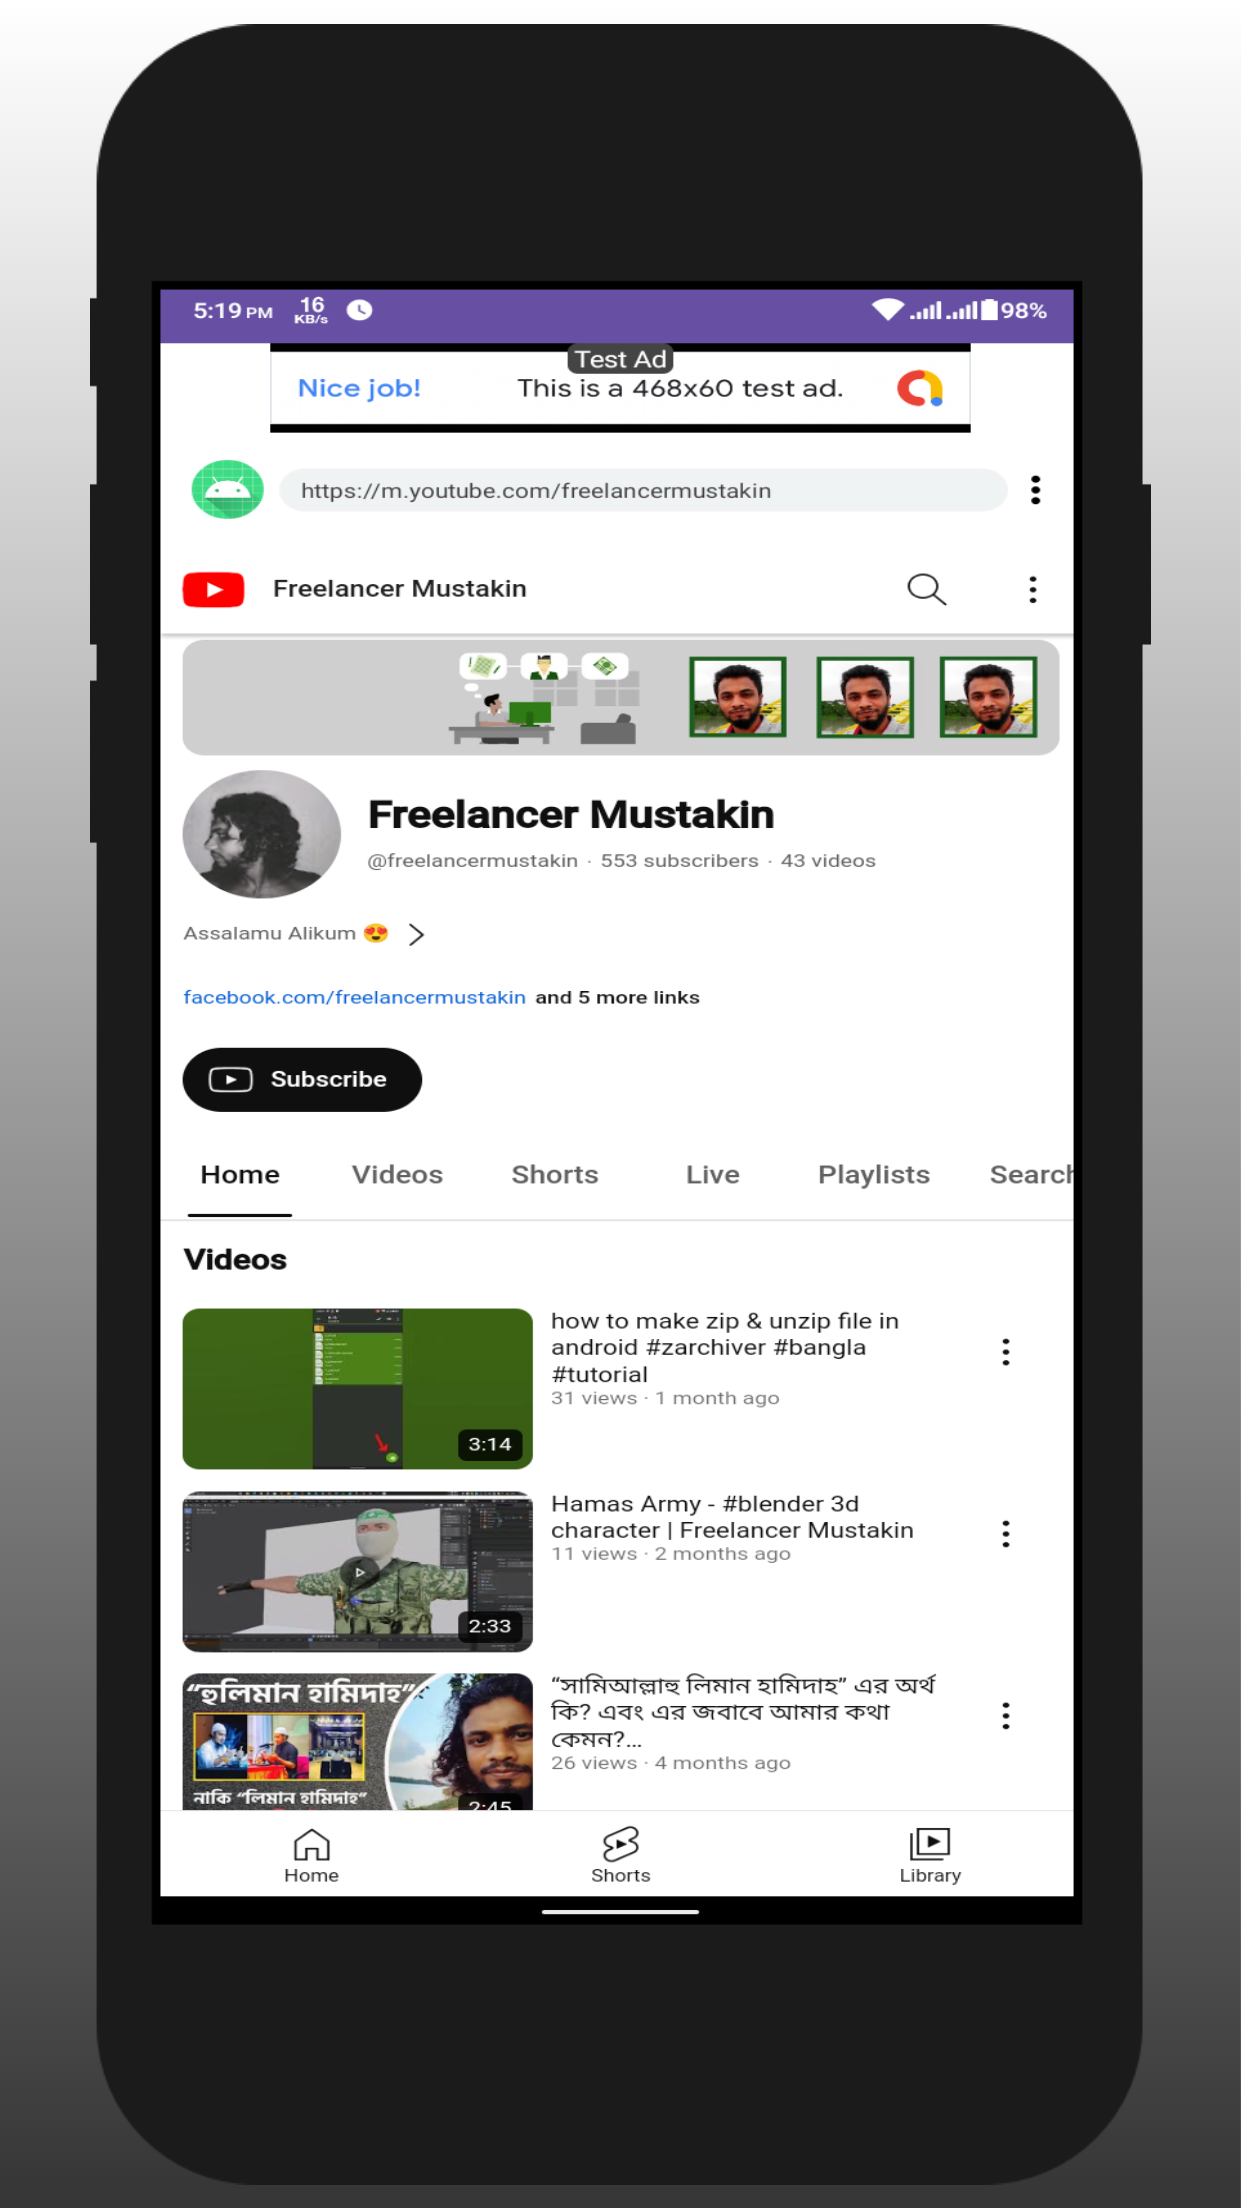 5:19 PM 16 KB/s 98%
Test Ad
Nice job! This is a 468x60 test ad.
https://m.youtube.com/freelancermustakin
Freelancer Mustakin
Freelancer Mustakin
@freelancermustakin · 553 subscribers · 43 videos
Assalamu Alikum 😍
facebook.com/freelancermustakin and 5 more links
Subscribe
Home Videos Shorts Live Playlists Search
Videos
how to make zip & unzip file in
android #zarchiver #bangla
#tutorial
31 views · 1 month ago
3:14
Hamas Army - #blender 3d
character | Freelancer Mustakin
11 views · 2 months ago
2:33
“হুলিমান হামিদাহ”
নাকি “লিমান হামিদাহ”
2:45
“সামিআল্লাহু লিমান হামিদাহ” এর অর্থ
কি? এবং এর জবাবে আমার কথা
কেমন?...
26 views · 4 months ago
Home Shorts Library